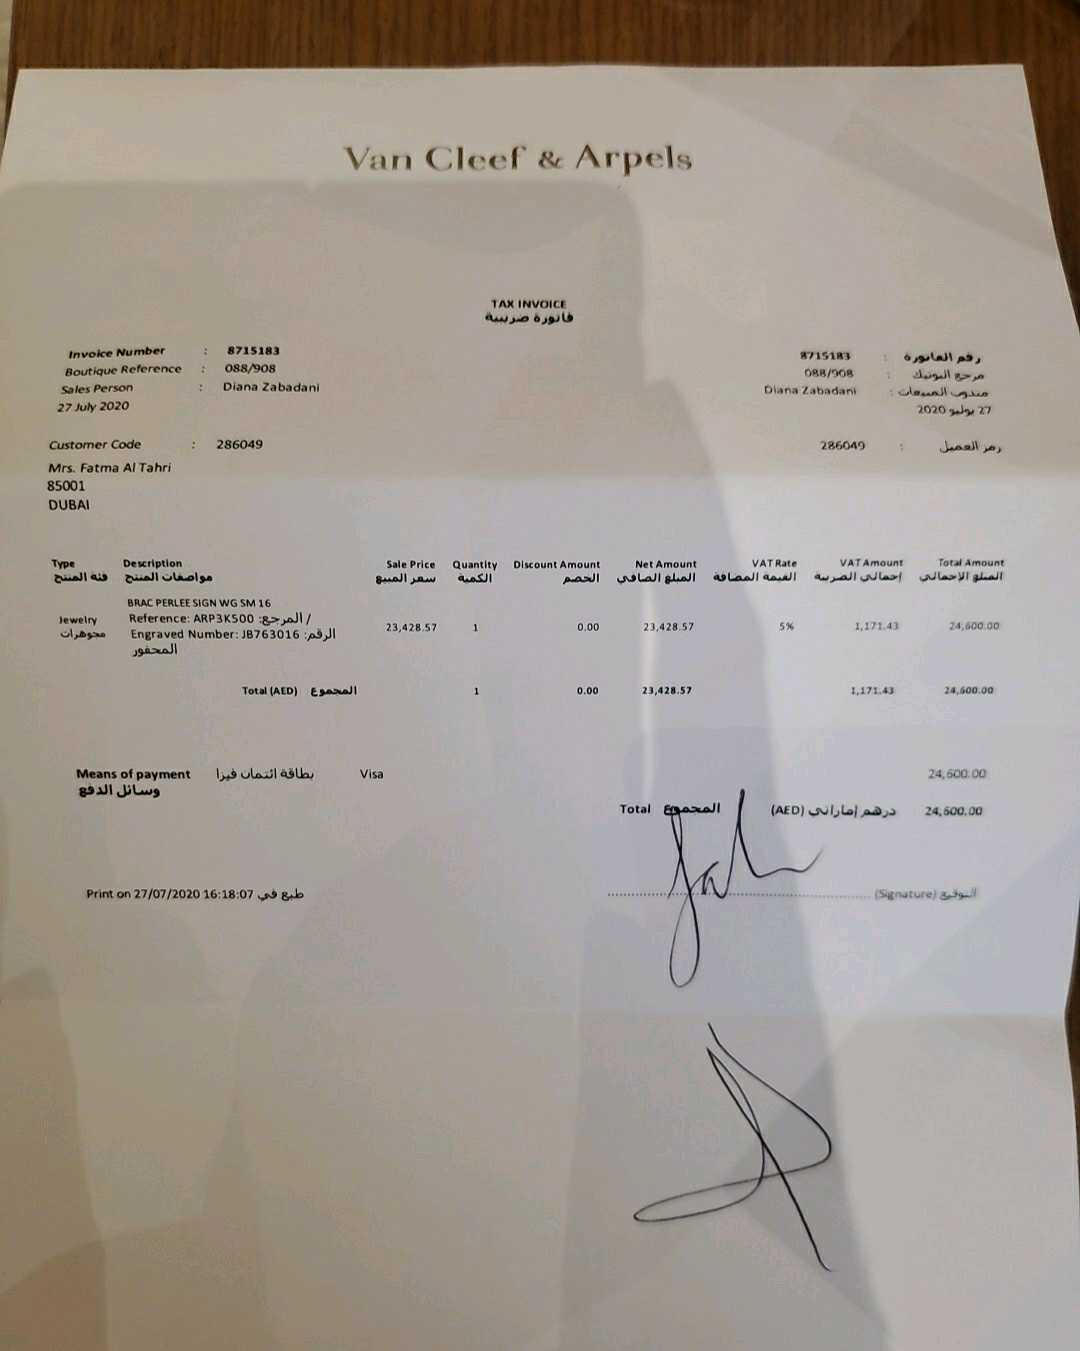 Van Cleef & Arpels
TAX INVOICE
فاتورة ضريبية
Invoice Number : 8715183
8715183 : رقم الفاتورة
Boutique Reference : 088/908
088/908 : مرجع البوتيك
Sales Person : Diana Zabadani
Diana Zabadani : مندوب المبيعات
27 July 2020
27 يوليو 2020
Customer Code : 286049
286049 : رمز العميل
Mrs. Fatma Al Tahri
85001
DUBAI
Type Description Sale Price Quantity Discount Amount Net Amount VAT Rate VAT Amount Total Amount
فئة المنتج مواصفات المنتج سعر المبيع الكمية الخصم المبلغ الصافي القيمة المضافة إجمالي الضريبة المبلغ الإجمالي
BRAC PERLEE SIGN WG SM 16
Jewelry Reference: ARP3K500 المرجع: /
مجوهرات Engraved Number: JB763016 الرقم:
المحفور
23,428.57 1 0.00 23,428.57 5% 1,171.43 24,600.00
Total (AED) المجموع 1 0.00 23,428.57 1,171.43 24,600.00
Means of payment بطاقة ائتمان فيزا Visa 24,600.00
وسائل الدفع
Total المجموع (AED) درهم إماراتي 24,600.00
Print on 27/07/2020 16:18:07 طبع في
(Signature) التوقيع